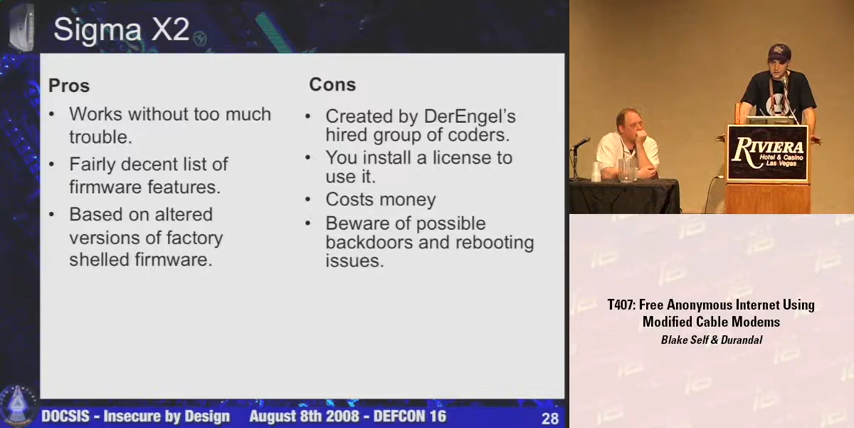 Sigma X2
Pros
• Works without too much
trouble.
• Fairly decent list of
firmware features.
• Based on altered
versions of factory
shelled firmware.
Cons
• Created by DerEngel's
hired group of coders.
• You install a license to
use it.
• Costs money
• Beware of possible
backdoors and rebooting
issues.
DOCSIS - Insecure by Design August 8th 2008 - DEFCON 16 28
RIVIERA
Hotel & Casino
Las Vegas
T407: Free Anonymous Internet Using
Modified Cable Modems
Blake Self & Durandal